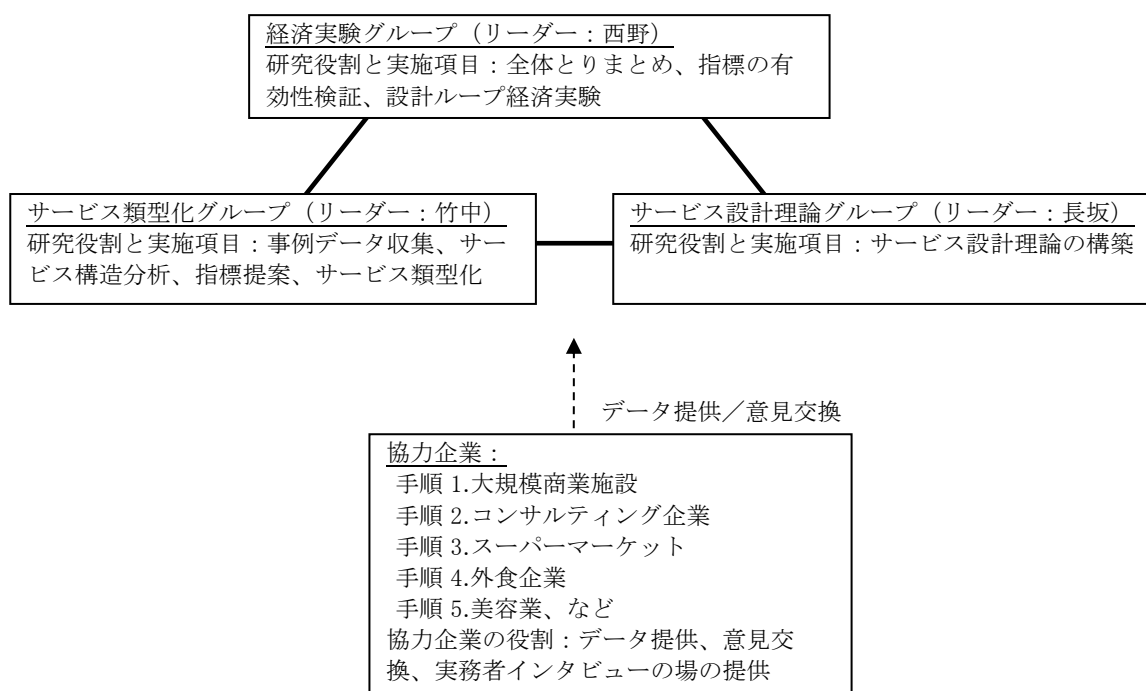 経済実験グループ（リーダー：西野）
研究役割と実施項目：全体とりまとめ、指標の有
効性検証、設計ループ経済実験
サービス類型化グループ（リーダー：竹中）
研究役割と実施項目：事例データ収集、サー
ビス構造分析、指標提案、サービス類型化
サービス設計理論グループ（リーダー：長坂）
研究役割と実施項目：サービス設計理論の構築
データ提供／意見交換
協力企業：
手順 1.大規模商業施設
手順 2.コンサルティング企業
手順 3.スーパーマーケット
手順 4.外食企業
手順 5.美容業、など
協力企業の役割：データ提供、意見交
換、実務者インタビューの場の提供